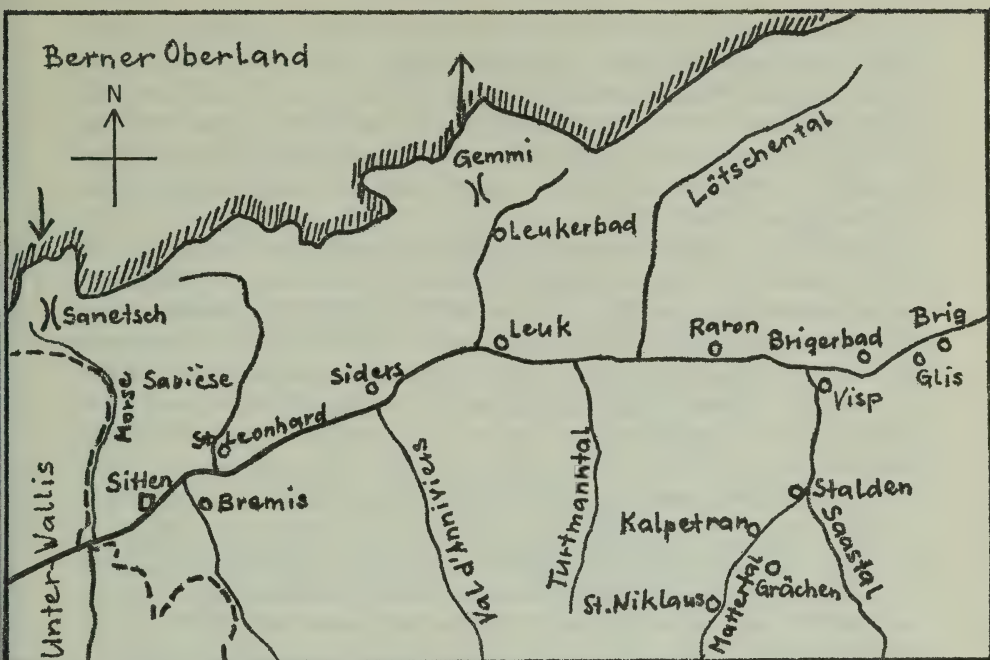 Berner Oberland
N
Gemmi
Lötschental
Leukerbad
Sanetsch
Leuk
Raron
Brigerbad
Brig
Glis
Savièse
Siders
Visp
Morse
St. Leonhard
Sitten
Bramis
Stalden
Unter-Wallis
Val d'Anniviers
Turtmanntal
Kalpetran
Saastal
Grächen
St. Niklaus
Mattertal